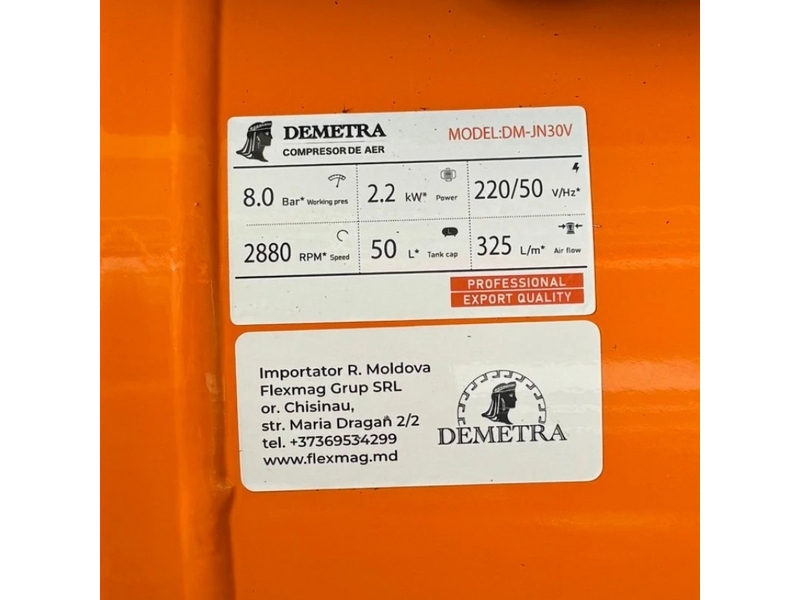 DEMETRA
COMPRESOR DE AER
MODEL:DM-JN30V
8.0 Bar* Working pres
2.2 kW* Power
220/50 V/Hz*
2880 RPM* Speed
50 L* Tank cap
325 L/m* Air flow
PROFESSIONAL
EXPORT QUALITY
Importator R. Moldova
Flexmag Grup SRL
or. Chisinau,
str. Maria Dragan 2/2
tel. +37369534299
www.flexmag.md
DEMETRA